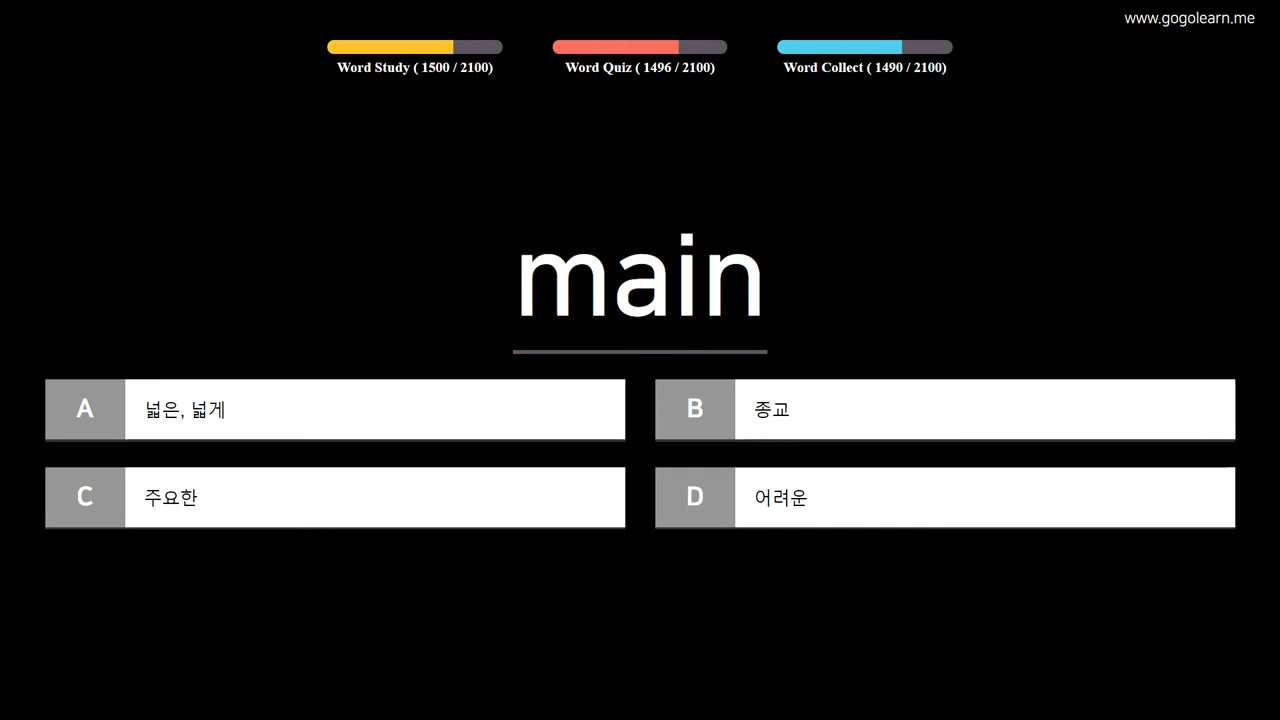 www.gogolearn.me
Word Study ( 1500 / 2100)
Word Quiz ( 1496 / 2100)
Word Collect ( 1490 / 2100)
main
A 넓은, 넓게
B 종교
C 주요한
D 어려운